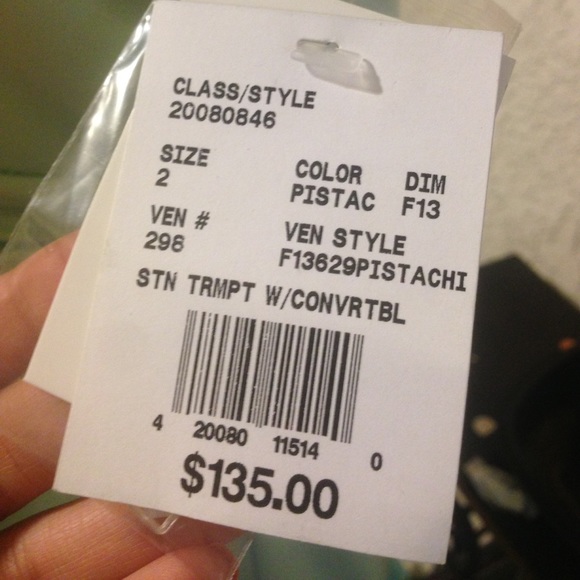 CLASS/STYLE
20080846
SIZE COLOR DIM
2 PISTAC F13
VEN # VEN STYLE
298 F13629PISTACHI
STN TRMPT W/CONVRTBL
4 20080 11514 0
$135.00